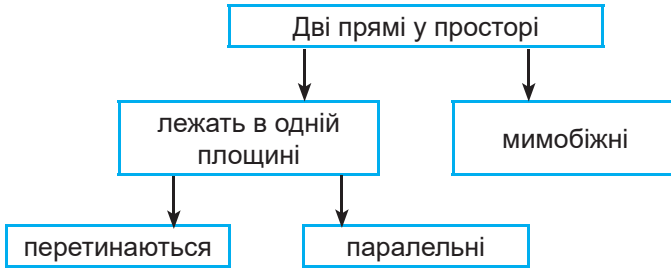 Дві прямі у просторі
лежать в одній
площині
мимобіжні
перетинаються
паралельні